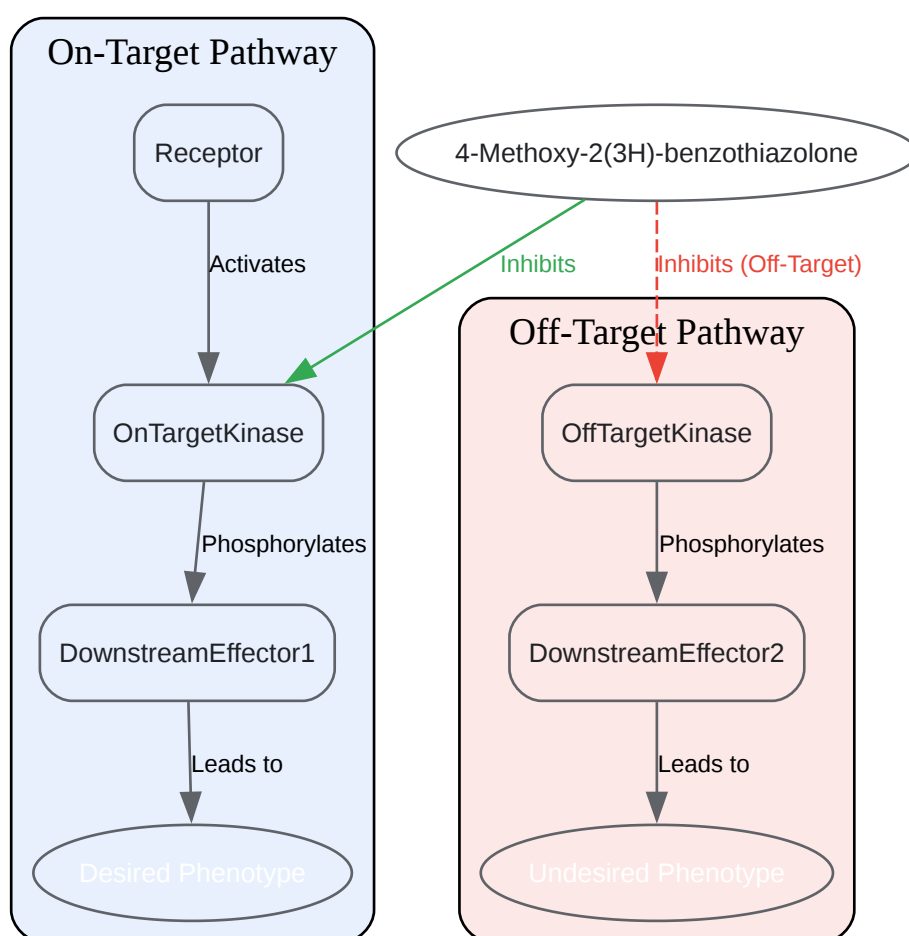 On-Target Pathway
Receptor
4-Methoxy-2(3H)-benzothiazolone
Activates
Inhibits
Inhibits (Off-Target)
Off-Target Pathway
OnTargetKinase
OffTargetKinase
Phosphorylates
Phosphorylates
DownstreamEffector1
DownstreamEffector2
Leads to
Leads to
Desired Phenotype
Undesired Phenotype